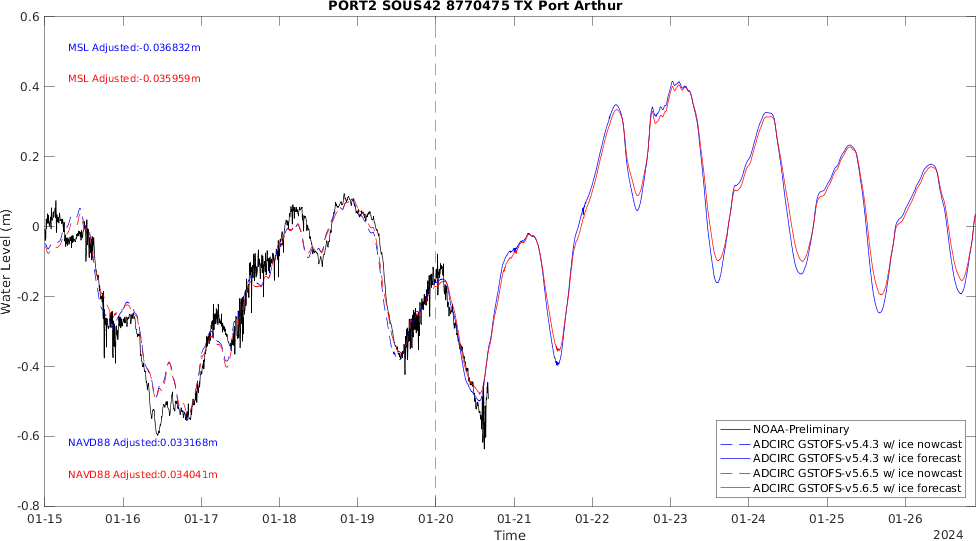 PORT2 SOUS42 8770475 TX Port Arthur
0.6
MSL Adjusted:-0.036832m
MSL Adjusted:-0.035959m
0.4
0.2
0
Water Level (m)
-0.2
-0.4
-0.6
NAVD88 Adjusted:0.033168m
NAVD88 Adjusted:0.034041m
NOAA-Preliminary
ADCIRC GSTOFS-v5.4.3 w/ ice nowcast
ADCIRC GSTOFS-v5.4.3 w/ ice forecast
ADCIRC GSTOFS-v5.6.5 w/ ice nowcast
ADCIRC GSTOFS-v5.6.5 w/ ice forecast
-0.8
01-15 01-16 01-17 01-18 01-19 01-20 01-21 01-22 01-23 01-24 01-25 01-26
Time
2024